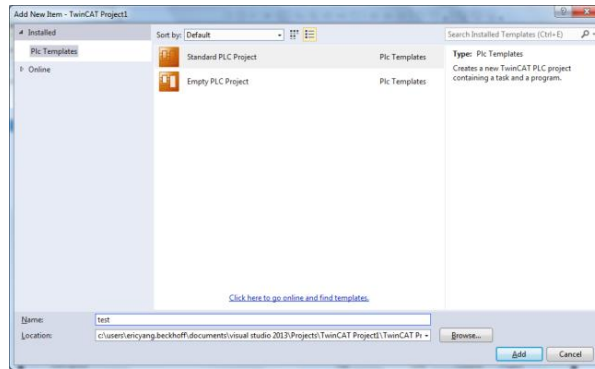 Add New Item - TwinCAT Project1
Installed
Sort by: Default
Search Installed Templates (Ctrl+E)
Plc Templates
Online
Standard PLC Project Plc Templates
Empty PLC Project Plc Templates
Type: Plc Templates
Creates a new TwinCAT PLC project
containing a task and a program.
Click here to go online and find templates.
Name: test
Location: c:\users\ericyang.beckhoff\documents\visual studio 2013\Projects\TwinCAT Project1\TwinCAT Pr
Browse...
Add Cancel